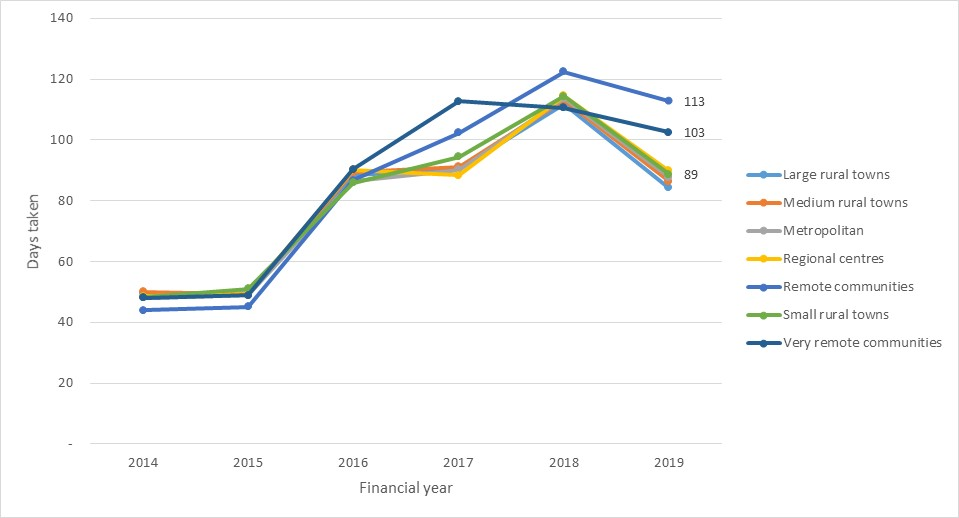 140
120
100
80
60
40
20
-
Days taken
113
103
89
2014 2015 2016 2017 2018 2019
Financial year
Large rural towns
Medium rural towns
Metropolitan
Regional centres
Remote communities
Small rural towns
Very remote communities